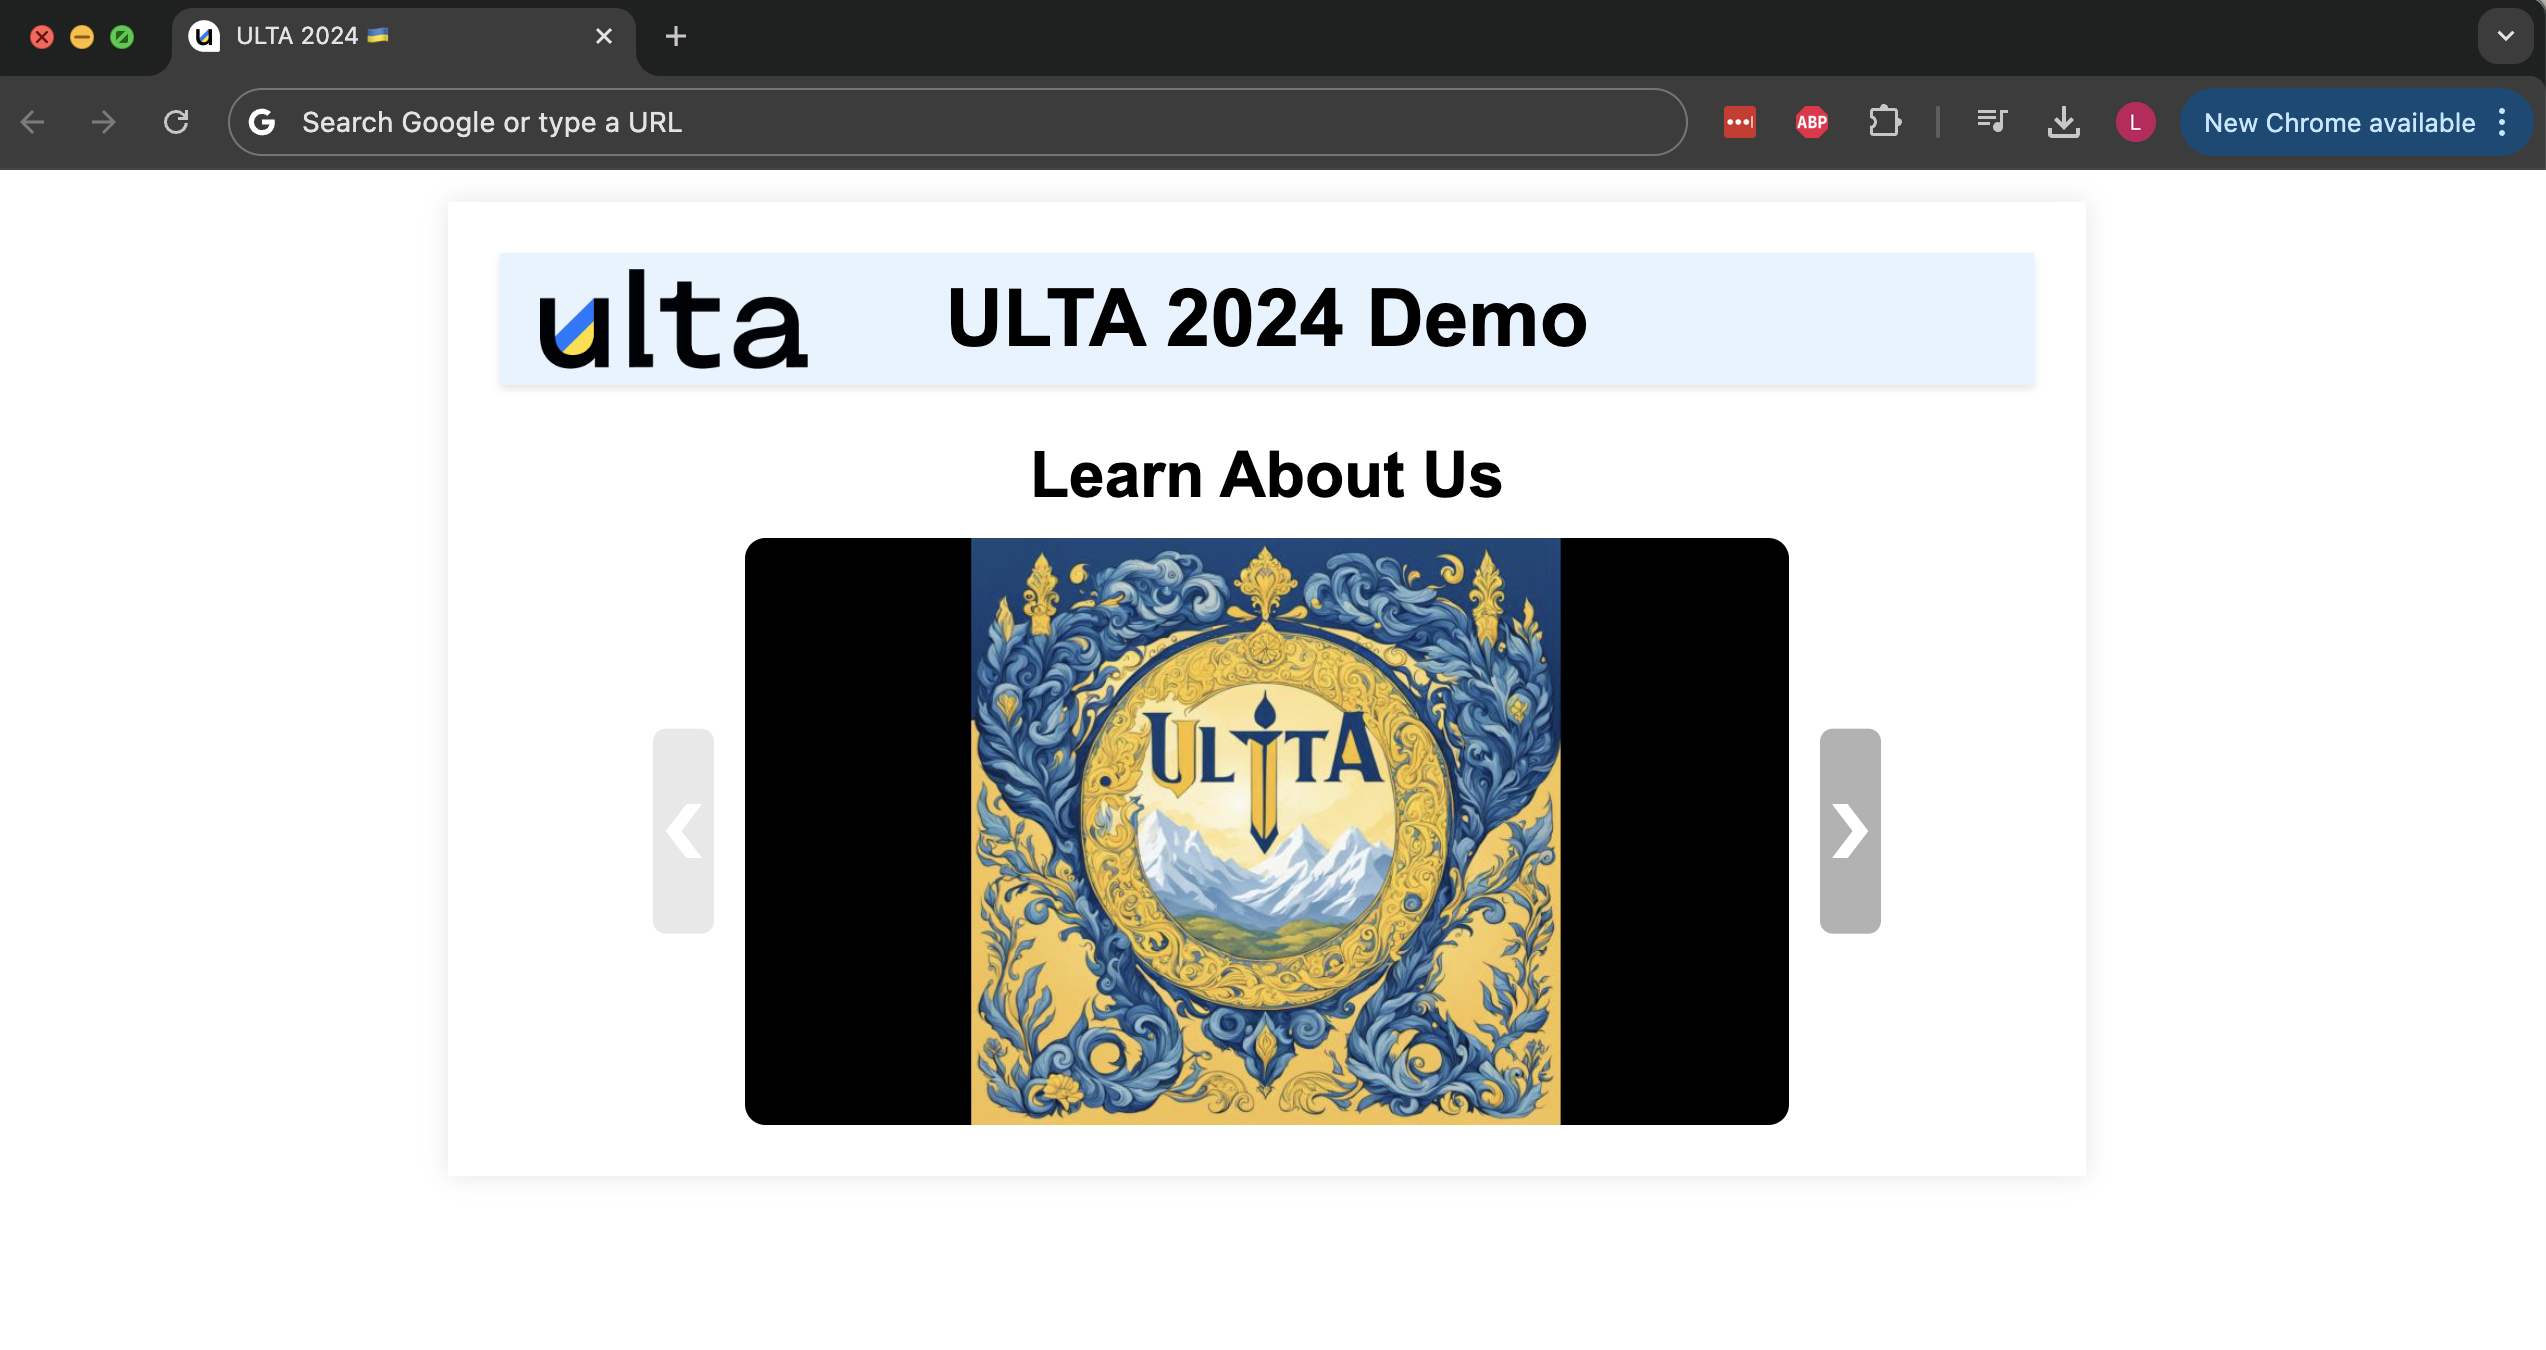 ULTA 2024 🇺🇦
Search Google or type a URL
ABP
L
New Chrome available
ulta
ULTA 2024 Demo
Learn About Us
ULTA